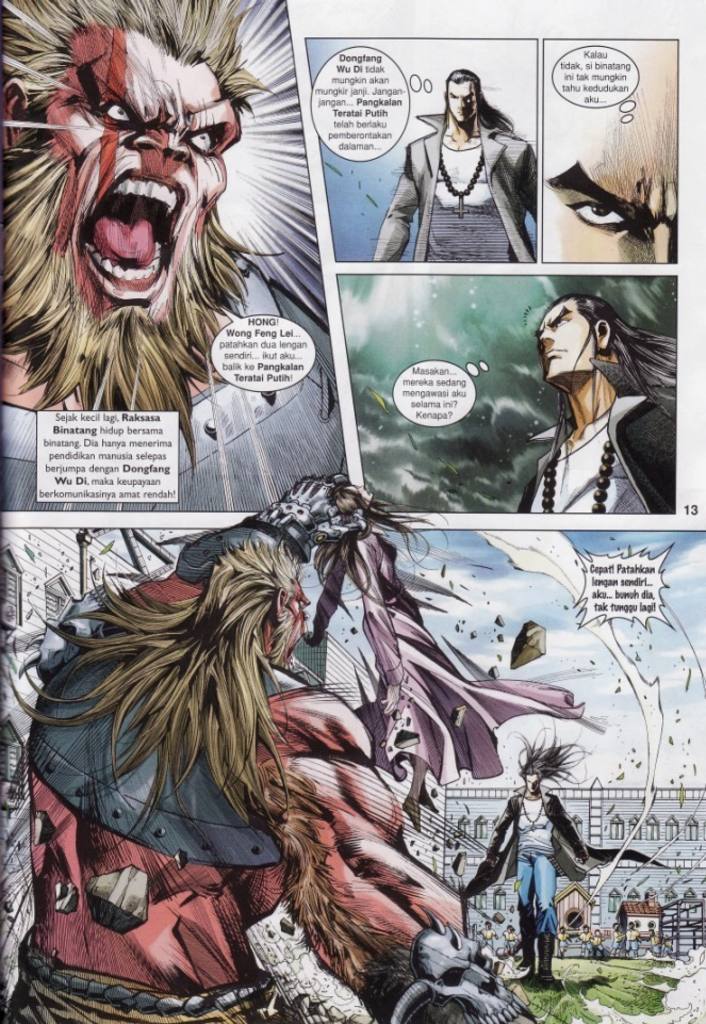 HONG!
Wong Feng Lei...
patahkan dua lengan
sendiri... ikut aku...
balik ke Pangkalan
Teratai Putih!
Sejak kecil lagi, Raksasa
Binatang hidup bersama
binatang. Dia hanya menerima
pendidikan manusia selepas
berjumpa dengan Dongfang
Wu Di, maka keupayaan
berkomunikasinya amat rendah!
Dongfang
Wu Di tidak
mungkin akan
mungkir janji. Jangan-
jangan... Pangkalan
Teratai Putih
telah berlaku
pemberontakan
dalaman...
Kalau
tidak, si binatang
ini tak mungkin
tahu kedudukan
aku...
Masakan...
mereka sedang
mengawasi aku
selama ini?
Kenapa?
13
Cepat! Patahkan
lengan sendiri...
aku... bunuh dia,
tak tunggu lagi!